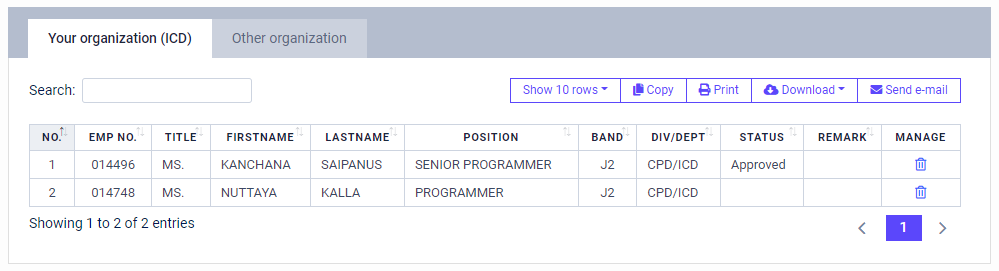 Your organization (ICD) Other organization
Search: Show 10 rows Copy Print Download Send e-mail
NO. EMP NO. TITLE FIRSTNAME LASTNAME POSITION BAND DIV/DEPT STATUS REMARK MANAGE
1 014496 MS. KANCHANA SAIPANUS SENIOR PROGRAMMER J2 CPD/ICD Approved
2 014748 MS. NUTTAYA KALLA PROGRAMMER J2 CPD/ICD
Showing 1 to 2 of 2 entries
1